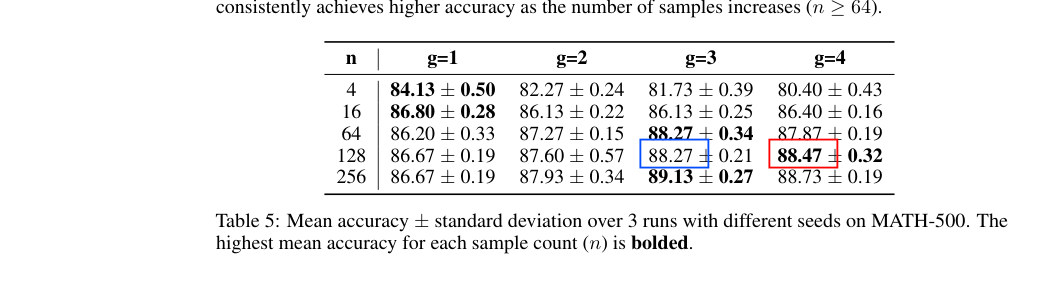 consistently achieves higher accuracy as the number of samples increases (n ≥ 64).
n g=1 g=2 g=3 g=4
4 84.13 ± 0.50 82.27 ± 0.24 81.73 ± 0.39 80.40 ± 0.43
16 86.80 ± 0.28 86.13 ± 0.22 86.13 ± 0.25 86.40 ± 0.16
64 86.20 ± 0.33 87.27 ± 0.15 88.27 ± 0.34 87.87 ± 0.19
128 86.67 ± 0.19 87.60 ± 0.57 88.27 ± 0.21 88.47 ± 0.32
256 86.67 ± 0.19 87.93 ± 0.34 89.13 ± 0.27 88.73 ± 0.19
Table 5: Mean accuracy ± standard deviation over 3 runs with different seeds on MATH-500. The
highest mean accuracy for each sample count (n) is bolded.